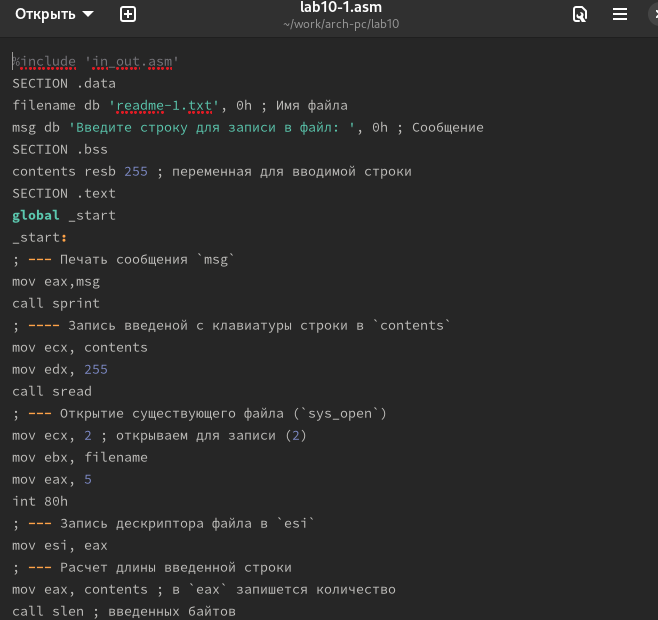 Открыть
lab10-1.asm
~/work/arch-pc/lab10
%include 'in_out.asm'
SECTION .data
filename db 'readme-1.txt', 0h ; Имя файла
msg db 'Введите строку для записи в файл: ', 0h ; Сообщение
SECTION .bss
contents resb 255 ; переменная для вводимой строки
SECTION .text
global _start
_start:
; --- Печать сообщения `msg`
mov eax,msg
call sprint
; ---- Запись введеной с клавиатуры строки в `contents`
mov ecx, contents
mov edx, 255
call sread
; --- Открытие существующего файла (`sys_open`)
mov ecx, 2 ; открываем для записи (2)
mov ebx, filename
mov eax, 5
int 80h
; --- Запись дескриптора файла в `esi`
mov esi, eax
; --- Расчет длины введенной строки
mov eax, contents ; в `eax` запишется количество
call slen ; введенных байтов